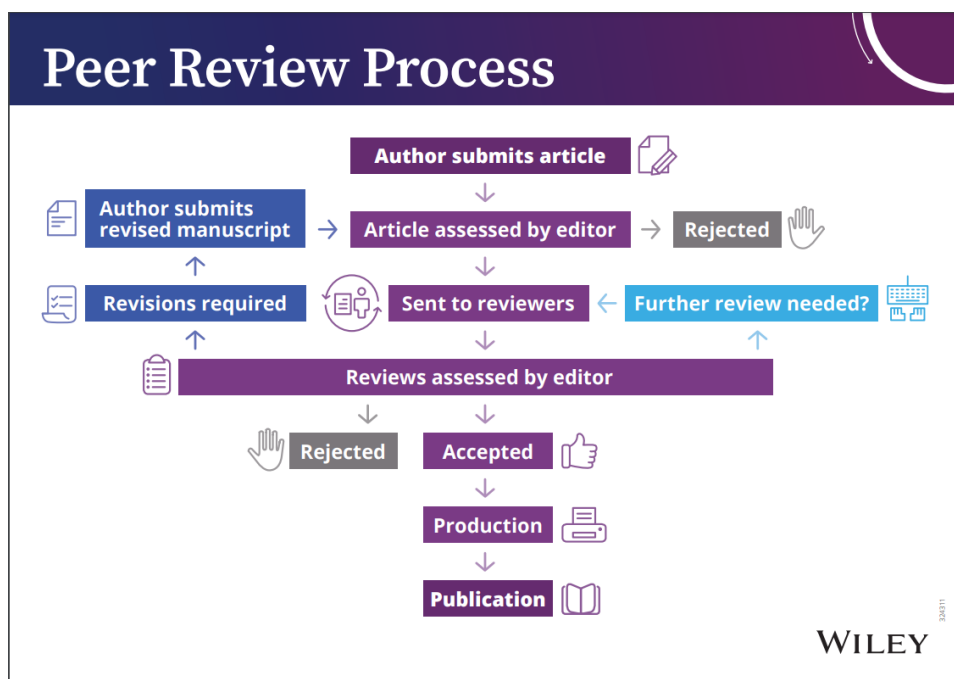 Peer Review Process
Author submits article
Author submits
revised manuscript
Article assessed by editor
Rejected
Revisions required
Sent to reviewers
Further review needed?
Reviews assessed by editor
Rejected
Accepted
Production
Publication
324311
WILEY